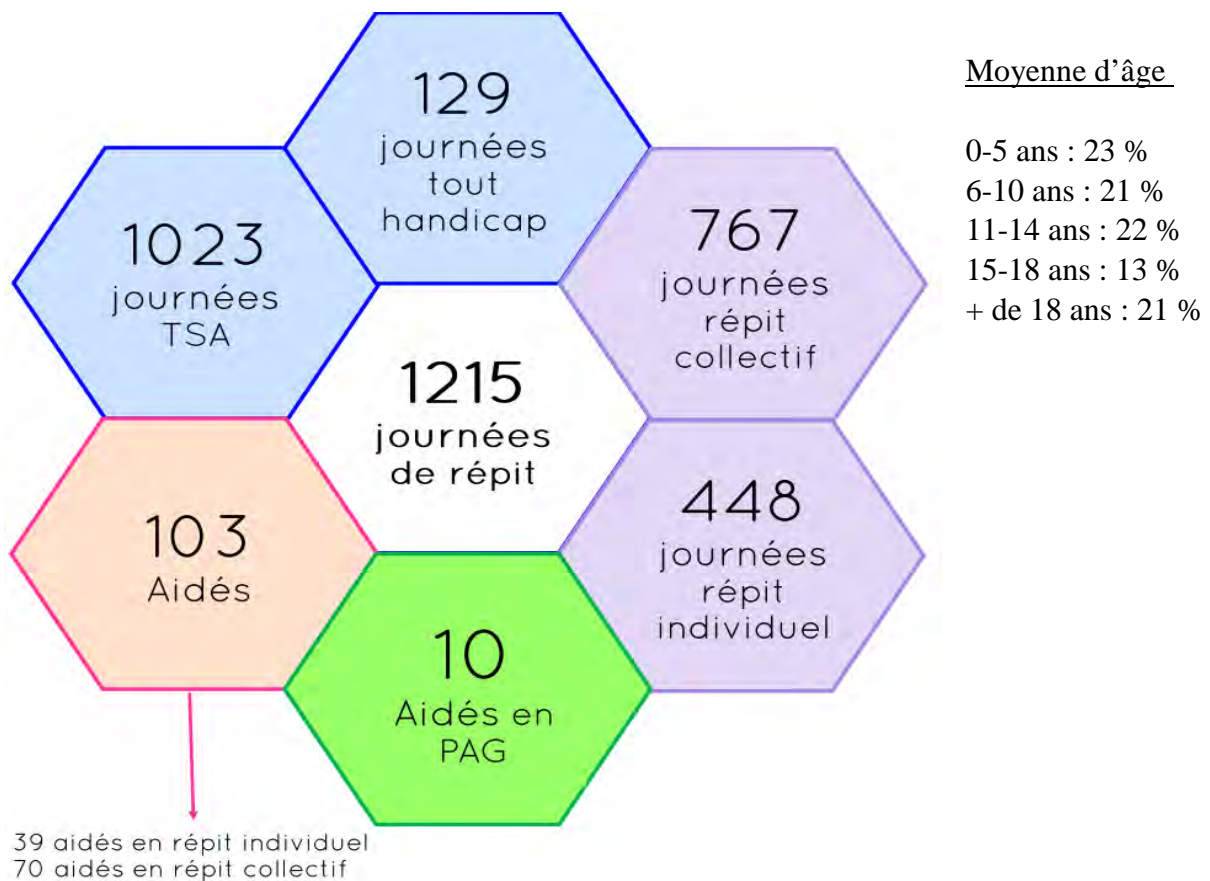 129
journées
tout
handicap
1023
journées
TSA
767
journées
répit
collectif
1215
journées
de répit
103
Aidés
448
journées
répit
individuel
10
Aidés en
PAG
39 aidés en répit individuel
70 aidés en répit collectif
Moyenne d’âge
0-5 ans : 23 %
6-10 ans : 21 %
11-14 ans : 22 %
15-18 ans : 13 %
+ de 18 ans : 21 %